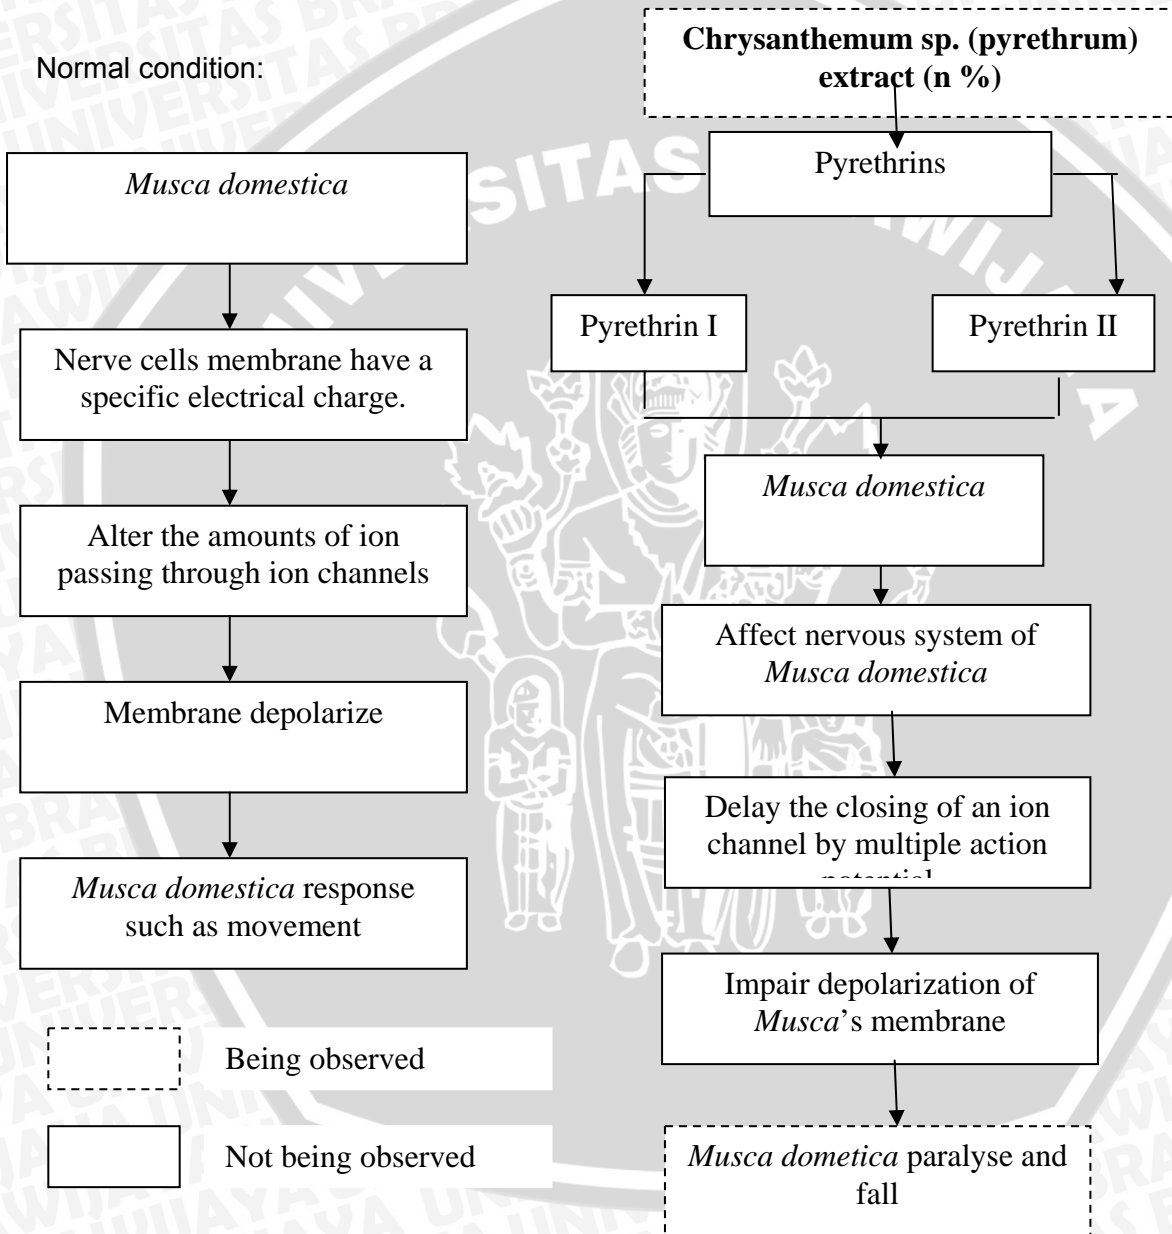 Normal condition:
Musca domestica
Nerve cells membrane have a
specific electrical charge.
Alter the amounts of ion
passing through ion channels
Membrane depolarize
Musca domestica response
such as movement
Being observed
Not being observed
Chrysanthemum sp. (pyrethrum)
extract (n %)
Pyrethrins
Pyrethrin I
Pyrethrin II
Musca domestica
Affect nervous system of
Musca domestica
Delay the closing of an ion
channel by multiple action
potential
Impair depolarization of
Musca’s membrane
Musca dometica paralyse and
fall